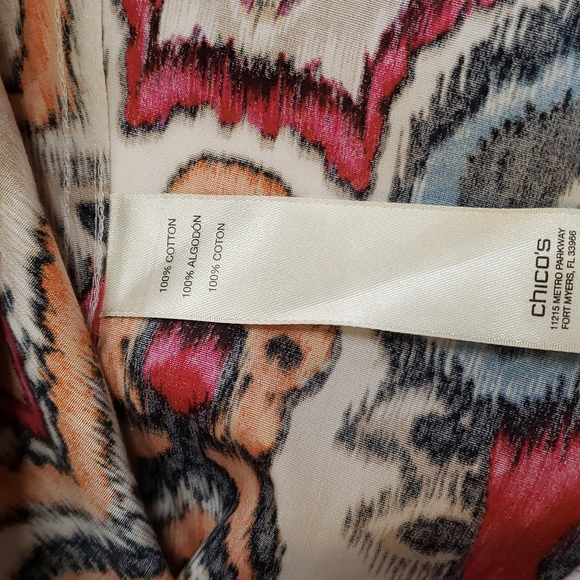 100% COTTON
100% ALGODÓN
100% COTON
chico's
11215 METRO PARKWAY
FORT MYERS, FL 33966